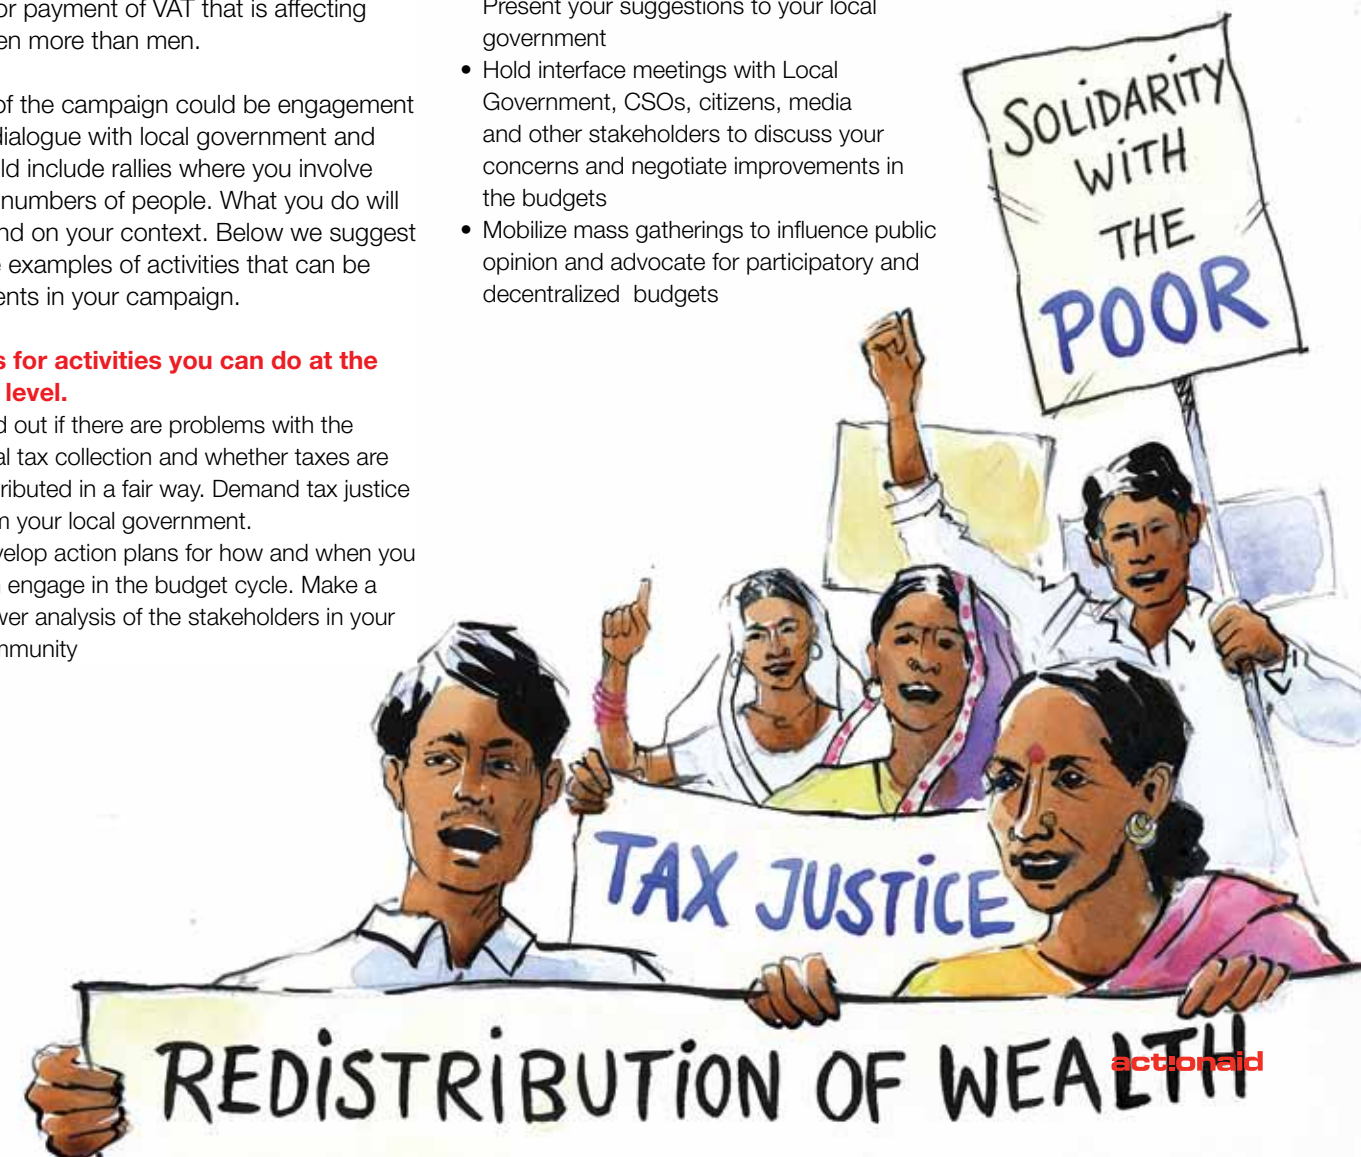 or payment of VAT that is affecting
en more than men.
of the campaign could be engagement
dialogue with local government and
ld include rallies where you involve
numbers of people. What you do will
nd on your context. Below we suggest
e examples of activities that can be
ents in your campaign.
s for activities you can do at the
level.
d out if there are problems with the
al tax collection and whether taxes are
tributed in a fair way. Demand tax justice
m your local government.
velop action plans for how and when you
n engage in the budget cycle. Make a
wer analysis of the stakeholders in your
mmunity
Present your suggestions to your local
government
• Hold interface meetings with Local
Government, CSOs, citizens, media
and other stakeholders to discuss your
concerns and negotiate improvements in
the budgets
• Mobilize mass gatherings to influence public
opinion and advocate for participatory and
decentralized budgets
SOLiDARiTY
WiTH
THE
POOR
TAX JUSTiCE
REDiSTRiBUTiON OF WEALTH
act!onaid